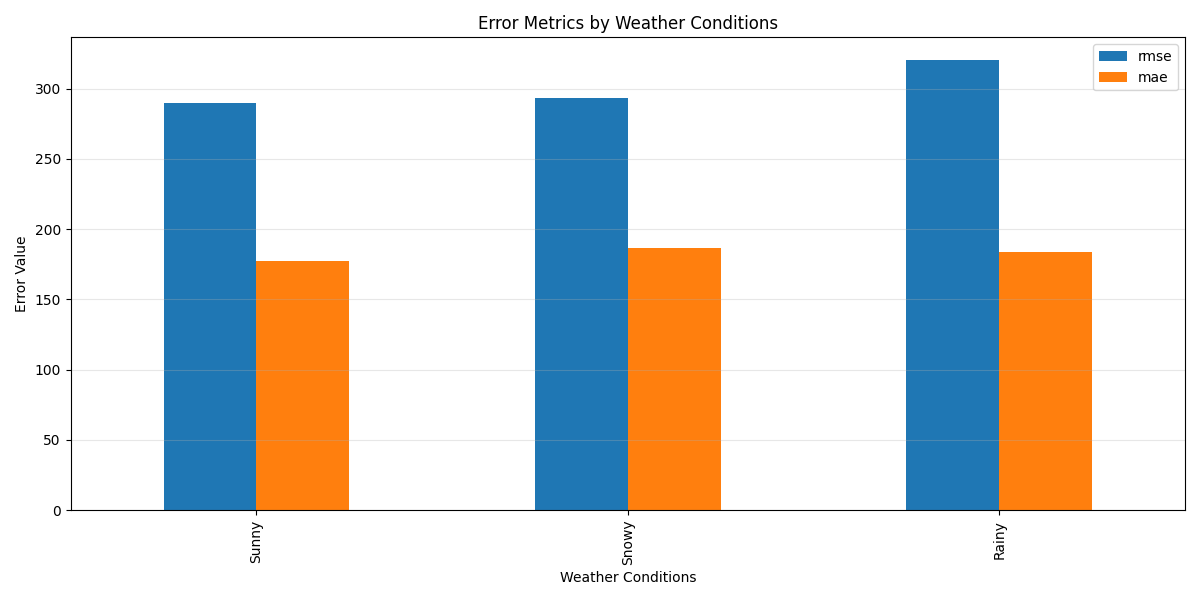 Error Metrics by Weather Conditions
rmse
mae
300
250
200
150
100
50
0
Error Value
Sunny
Snowy
Rainy
Weather Conditions